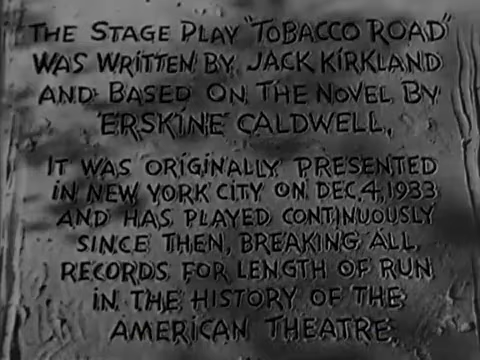 THE STAGE PLAY "TOBACCO ROAD"
WAS WRITTEN BY JACK KIRKLAND
AND BASED ON THE NOVEL BY
ERSKINE CALDWELL.
IT WAS ORIGINALLY PRESENTED
IN NEW YORK CITY ON DEC. 4, 1933
AND HAS PLAYED CONTINUOUSLY
SINCE THEN, BREAKING ALL
RECORDS FOR LENGTH OF RUN
IN THE HISTORY OF THE
AMERICAN THEATRE.